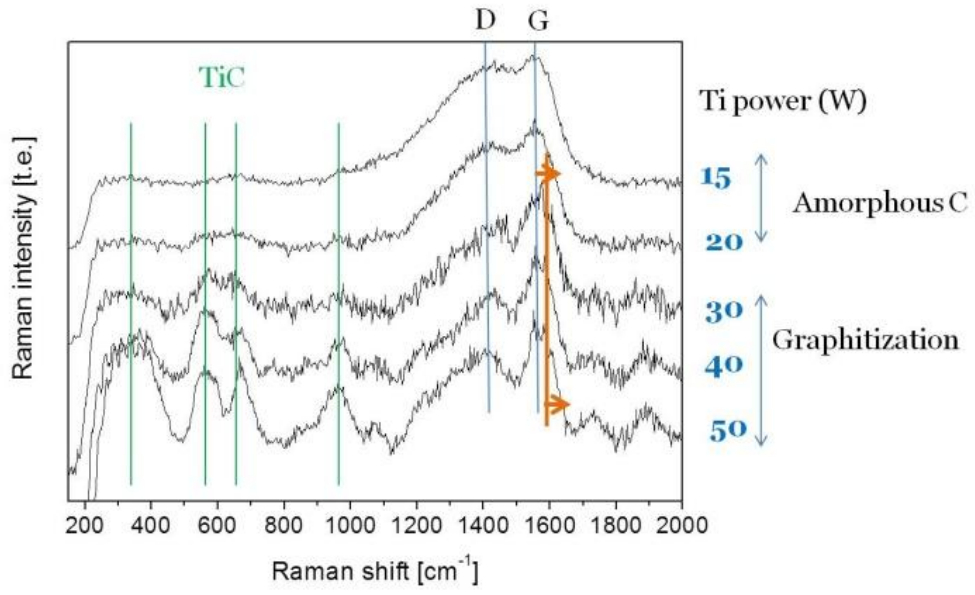 D G
TiC
Ti power (W)
15
Amorphous C
20
30
Graphitization
40
50
Raman intensity [t.e.]
200 400 600 800 1000 1200 1400 1600 1800 2000
Raman shift [cm⁻¹]